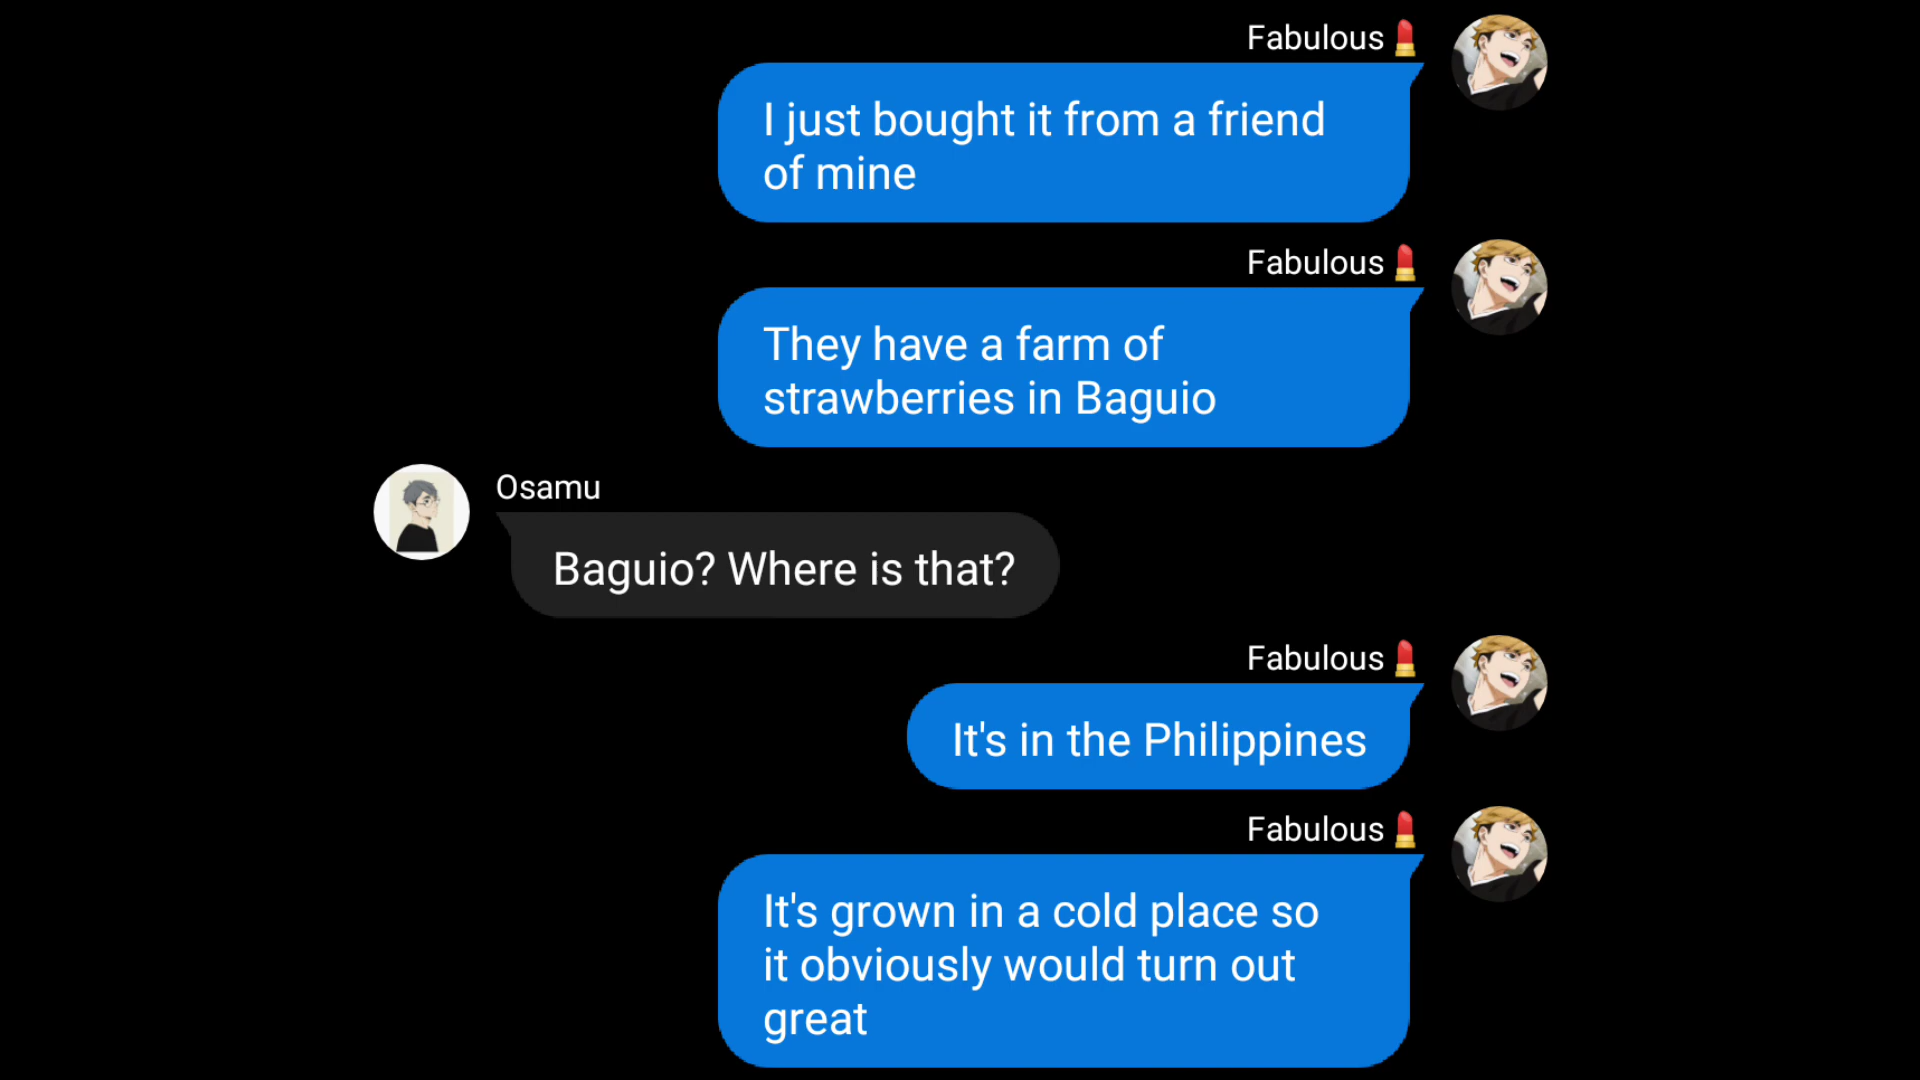 Fabulous💄
I just bought it from a friend
of mine
Fabulous💄
They have a farm of
strawberries in Baguio
Osamu
Baguio? Where is that?
Fabulous💄
It's in the Philippines
Fabulous💄
It's grown in a cold place so
it obviously would turn out
great